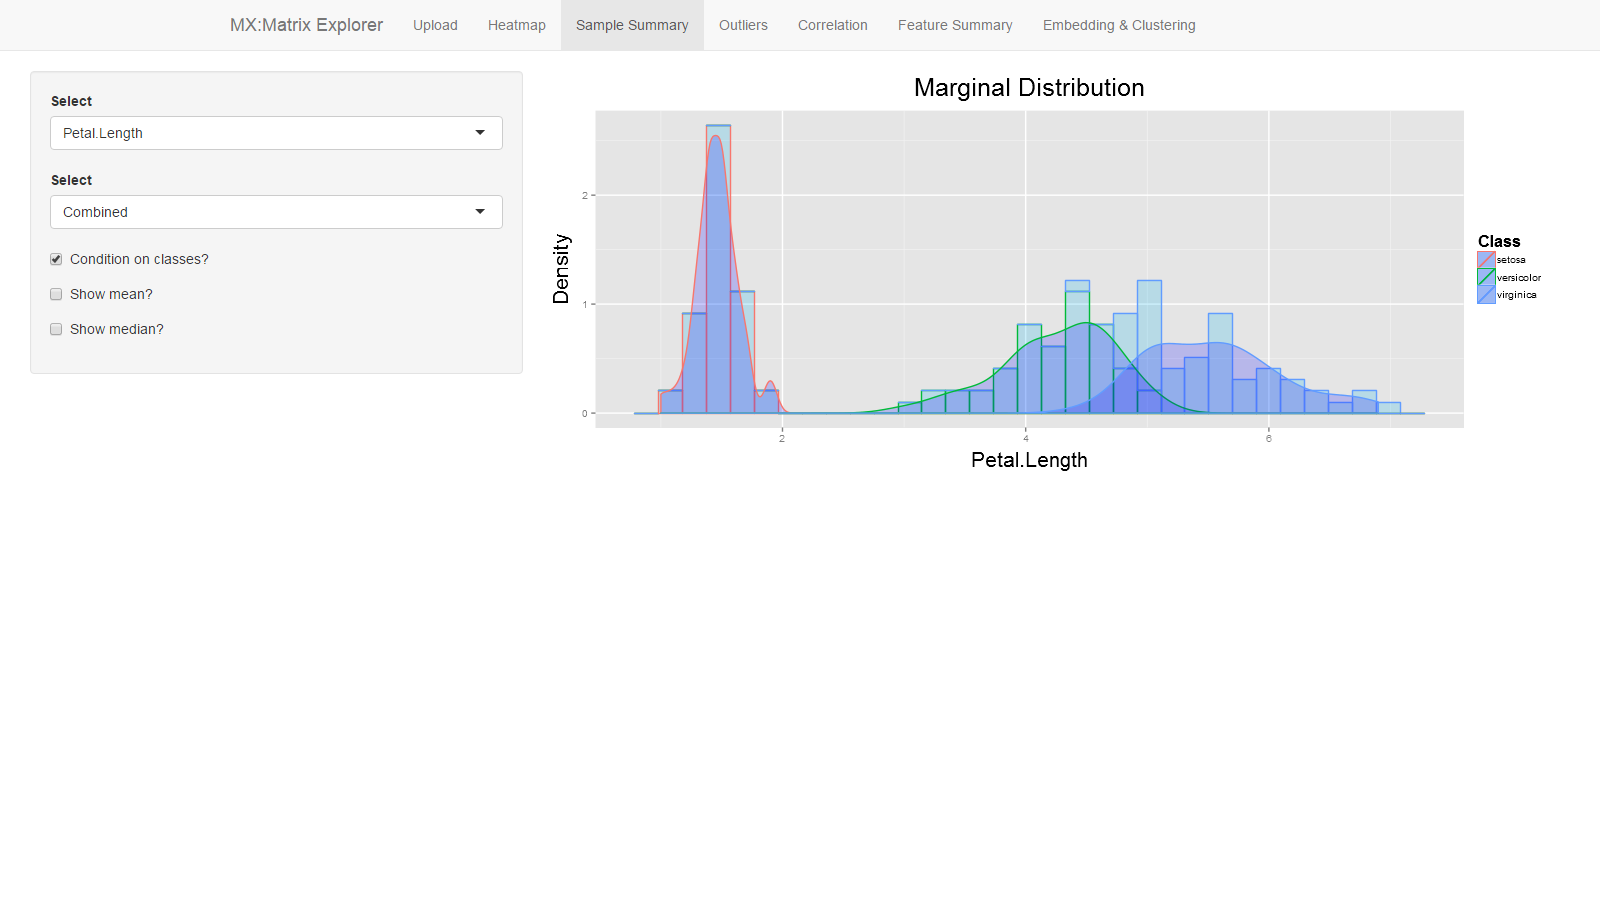 MX:Matrix Explorer Upload Heatmap Sample Summary Outliers Correlation Feature Summary Embedding & Clustering
Select
Petal.Length
Select
Combined
Condition on classes?
Show mean?
Show median?
Marginal Distribution
Density
2
1
0
2 4 6
Petal.Length
Class
setosa
versicolor
virginica